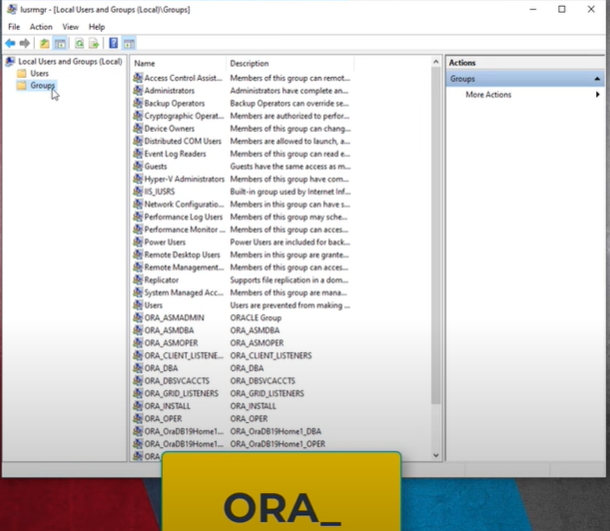 lusrmgr - [Local Users and Groups (Local)\Groups]
File Action View Help
Local Users and Groups (Local)
Users
Groups
Name Description
Access Control Assist... Members of this group can remot...
Administrators Administrators have complete an...
Backup Operators Backup Operators can override se...
Cryptographic Operat... Members are authorized to perfor...
Device Owners Members of this group can chang...
Distributed COM Users Members are allowed to launch, a...
Event Log Readers Members of this group can read e...
Guests Guests have the same access as m...
Hyper-V Administrators Members of this group have com...
IIS_IUSRS Built-in group used by Internet Inf...
Network Configuratio... Members in this group can have s...
Performance Log Users Members of this group may sche...
Performance Monitor ... Members of this group can acces...
Power Users Power Users are included for back...
Remote Desktop Users Members in this group are grante...
Remote Management... Members of this group can acces...
Replicator Supports file replication in a dom...
System Managed Acc... Members of this group are mana...
Users Users are prevented from making ...
ORA_ASMADMIN ORACLE Group
ORA_ASMDBA ORA_ASMDBA
ORA_ASMOPER ORA_ASMOPER
ORA_CLIENT_LISTENE... ORA_CLIENT_LISTENERS
ORA_DBA ORA_DBA
ORA_DBSVCACCTS ORA_DBSVCACCTS
ORA_GRID_LISTENERS ORA_GRID_LISTENERS
ORA_INSTALL ORA_INSTALL
ORA_OPER ORA_OPER
ORA_OraDB19Home1... ORA_OraDB19Home1_DBA
ORA_OraDB19Home1... ORA_OraDB19Home1_OPER
ORA
Actions
Groups
More Actions
ORA_